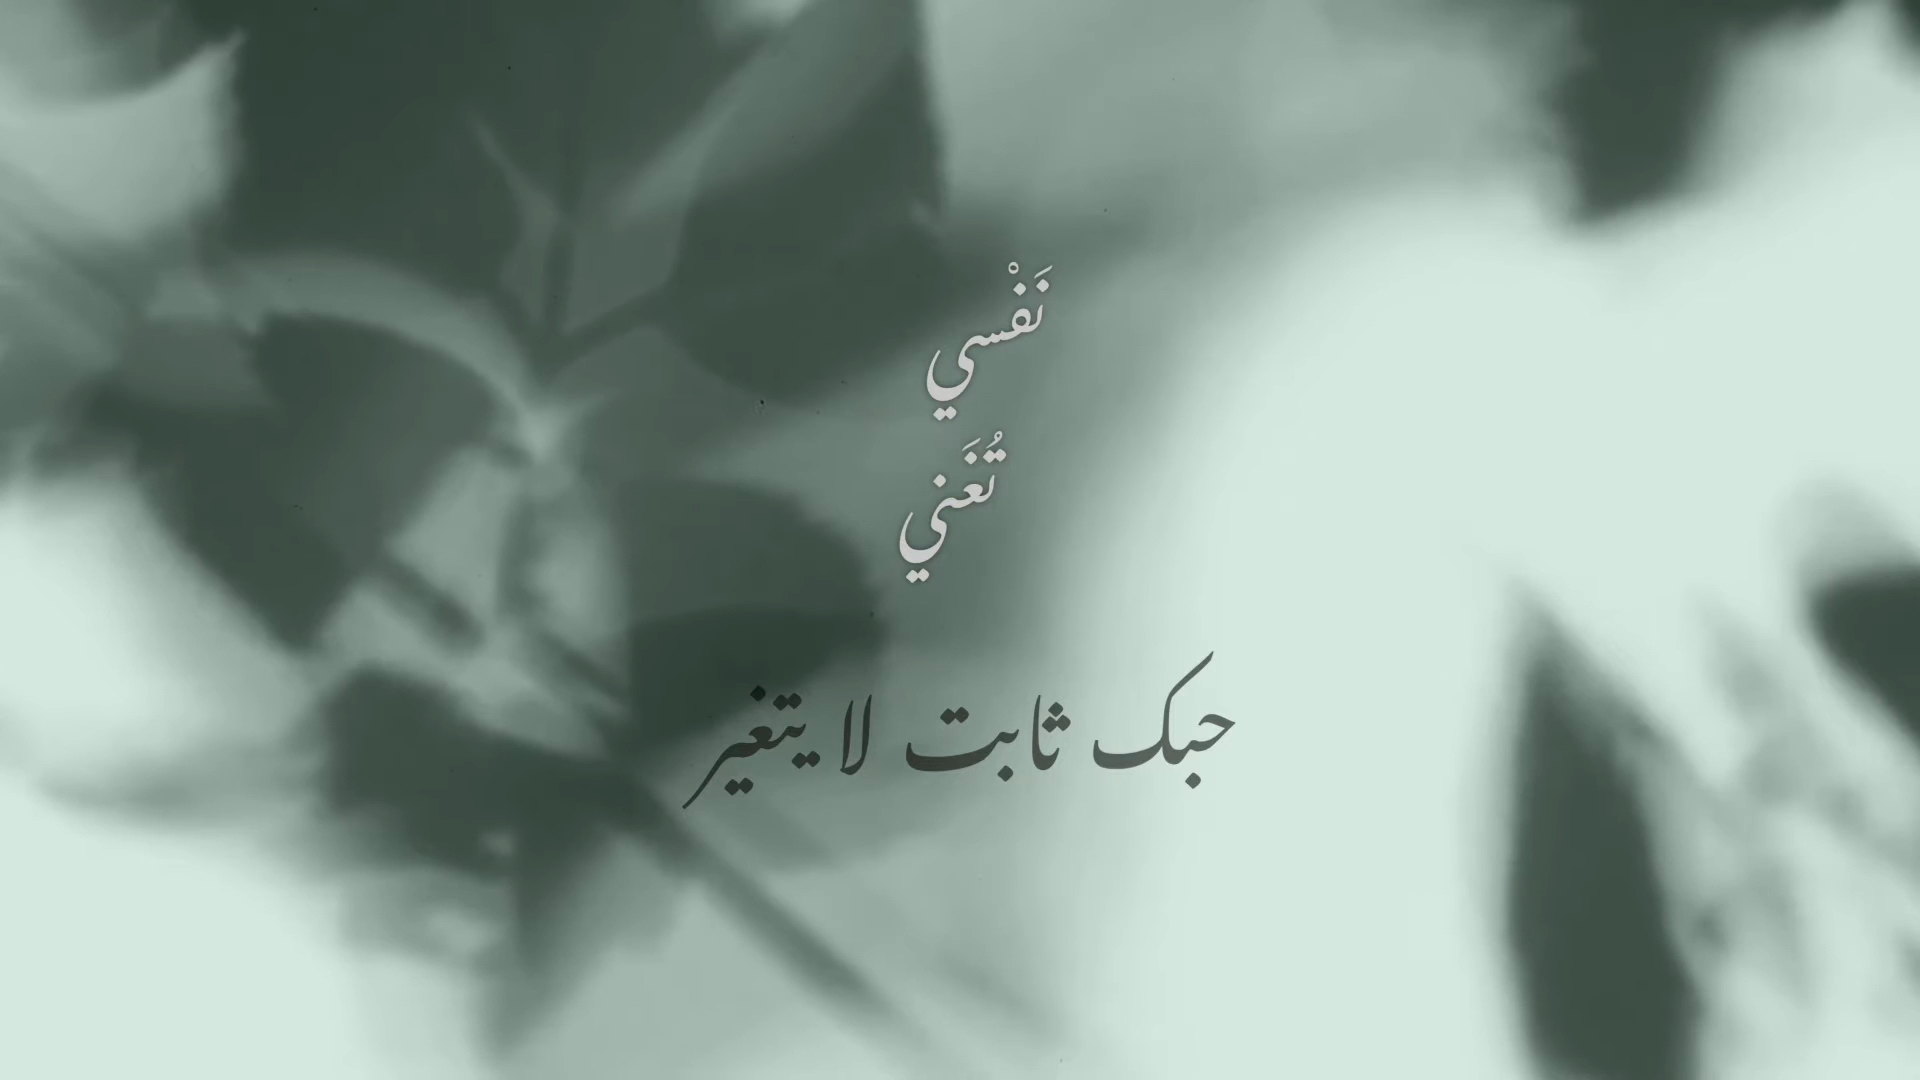 نَفْسي
تُغَني
حبك ثابت لا يتغير